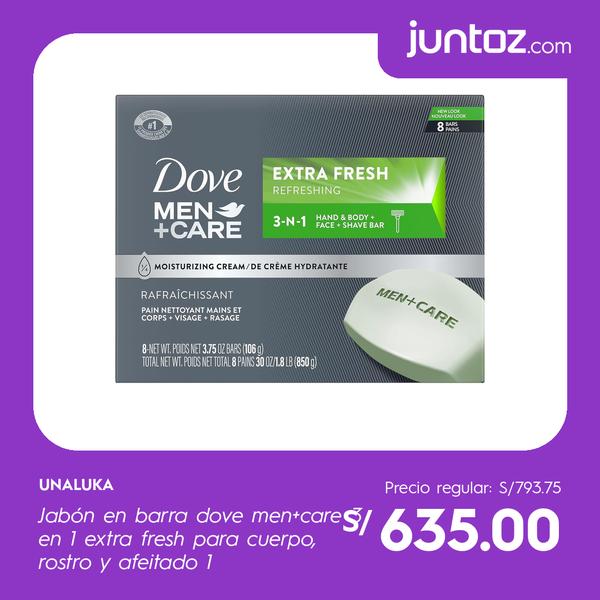 juntoz.com
#1
NEW LOOK
NOUVEAU LOOK
8 BARS
PAINS
Dove
MEN
+CARE
EXTRA FRESH
REFRESHING
3-N-1 HAND & BODY +
FACE + SHAVE BAR
¼ MOISTURIZING CREAM/DE CRÈME HYDRATANTE
RAFRAÎCHISSANT
PAIN NETTOYANT MAINS ET
CORPS + VISAGE + RASAGE
MEN+CARE
8-NET WT. POIDS NET 3.75 OZ BARS (106 g)
TOTAL NET WT. POIDS NET TOTAL 8 PAINS 30 OZ/1.8 LB (850 g)
UNALUKA
Precio regular: S/793.75
Jabón en barra dove men+care 3
en 1 extra fresh para cuerpo,
rostro y afeitado 1
S/ 635.00